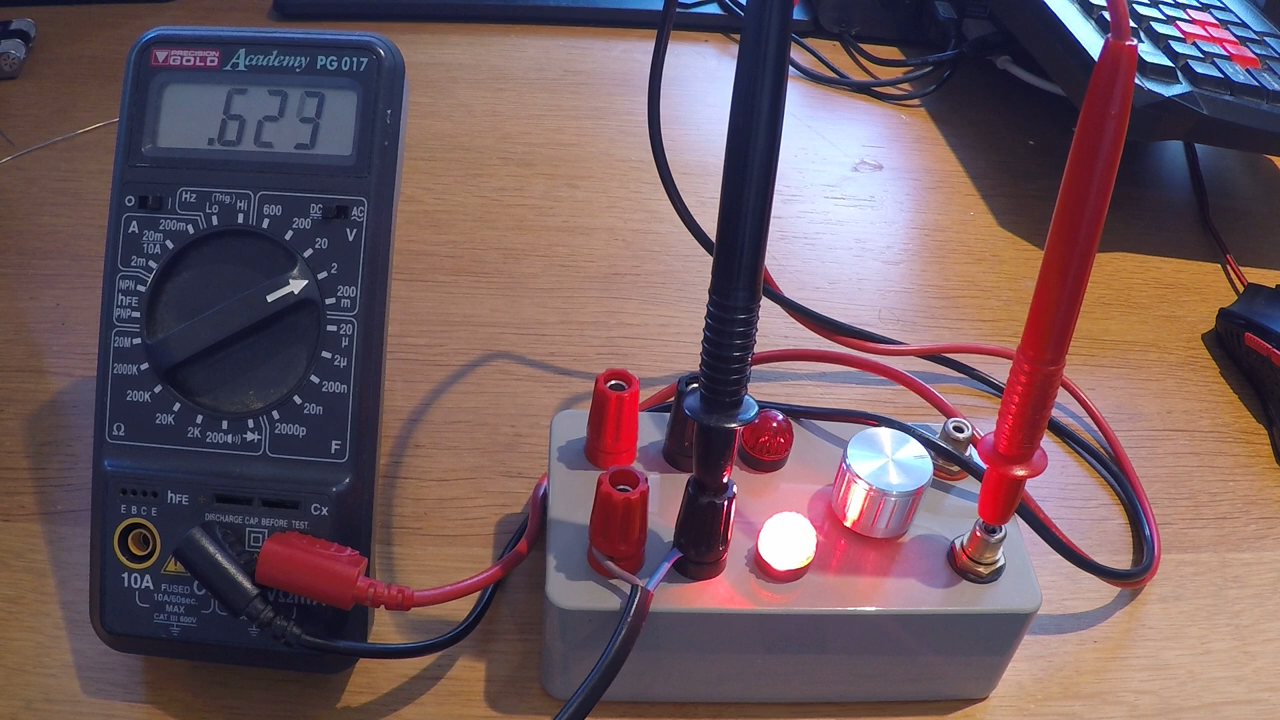 PRECISION
GOLD
Academy PG 017
.629
O I
Hz
(Trig.)
Lo Hi
600
DC AC
V
A
200m
200
20m
10A
20
2m
2
NPN
hFE
PNP
200
m
20M
20
µ
2000K
2µ
200K
200n
20K
20n
2K
200
2000p
Ω
F
hFE
Cx
E B C E
DISCHARGE CAP. BEFORE TEST.
10A
FUSED
10A/60sec.
MAX
CAT III 600V